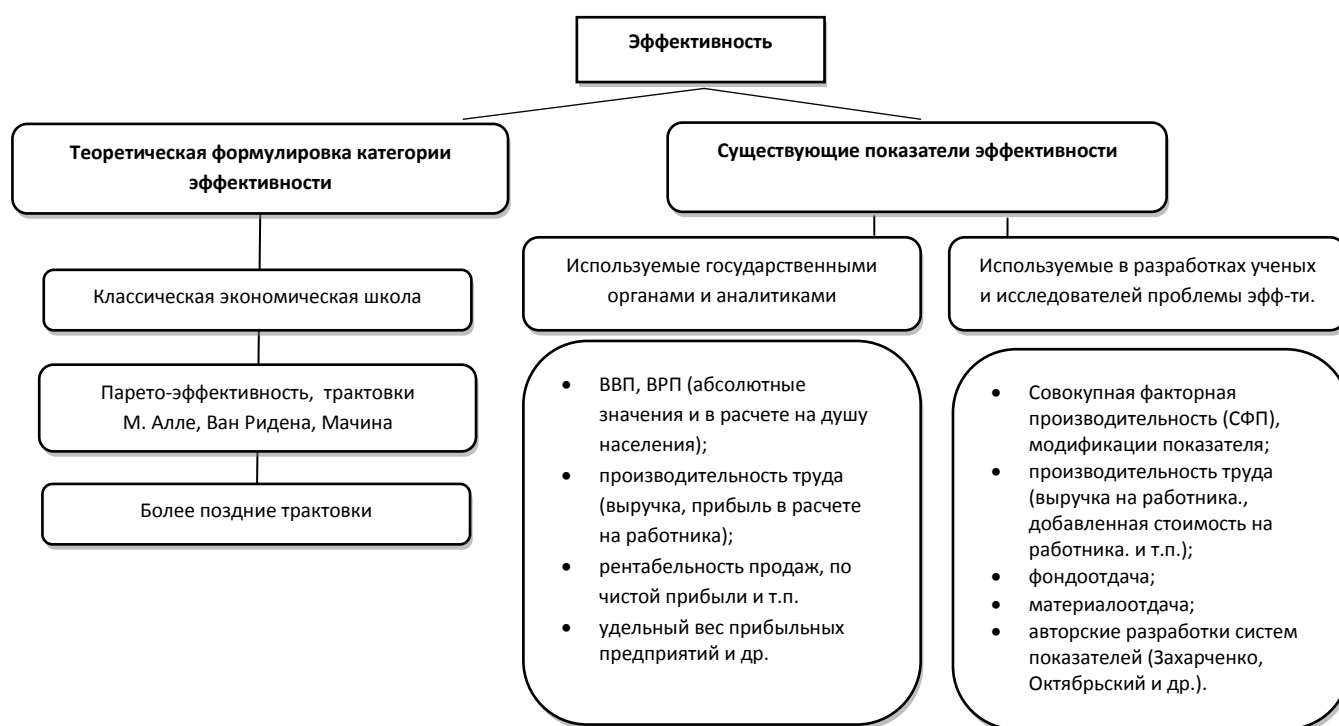 Эффективность
Теоретическая формулировка категории
эффективности
Существующие показатели эффективности
Классическая экономическая школа
Парето-эффективность, трактовки
М. Алле, Ван Ридена, Мачина
Более поздние трактовки
Используемые государственными
органами и аналитиками
• ВВП, ВРП (абсолютные
значения и в расчете на душу
населения);
• производительность труда
(выручка, прибыль в расчете
на работника);
• рентабельность продаж, по
чистой прибыли и т.п.
• удельный вес прибыльных
предприятий и др.
Используемые в разработках ученых
и исследователей проблемы эфф-ти.
• Совокупная факторная
производительность (СФП),
модификации показателя;
• производительность труда
(выручка на работника.,
добавленная стоимость на
работника. и т.п.);
• фондоотдача;
• материалоотдача;
• авторские разработки систем
показателей (Захарченко,
Октябрьский и др.).